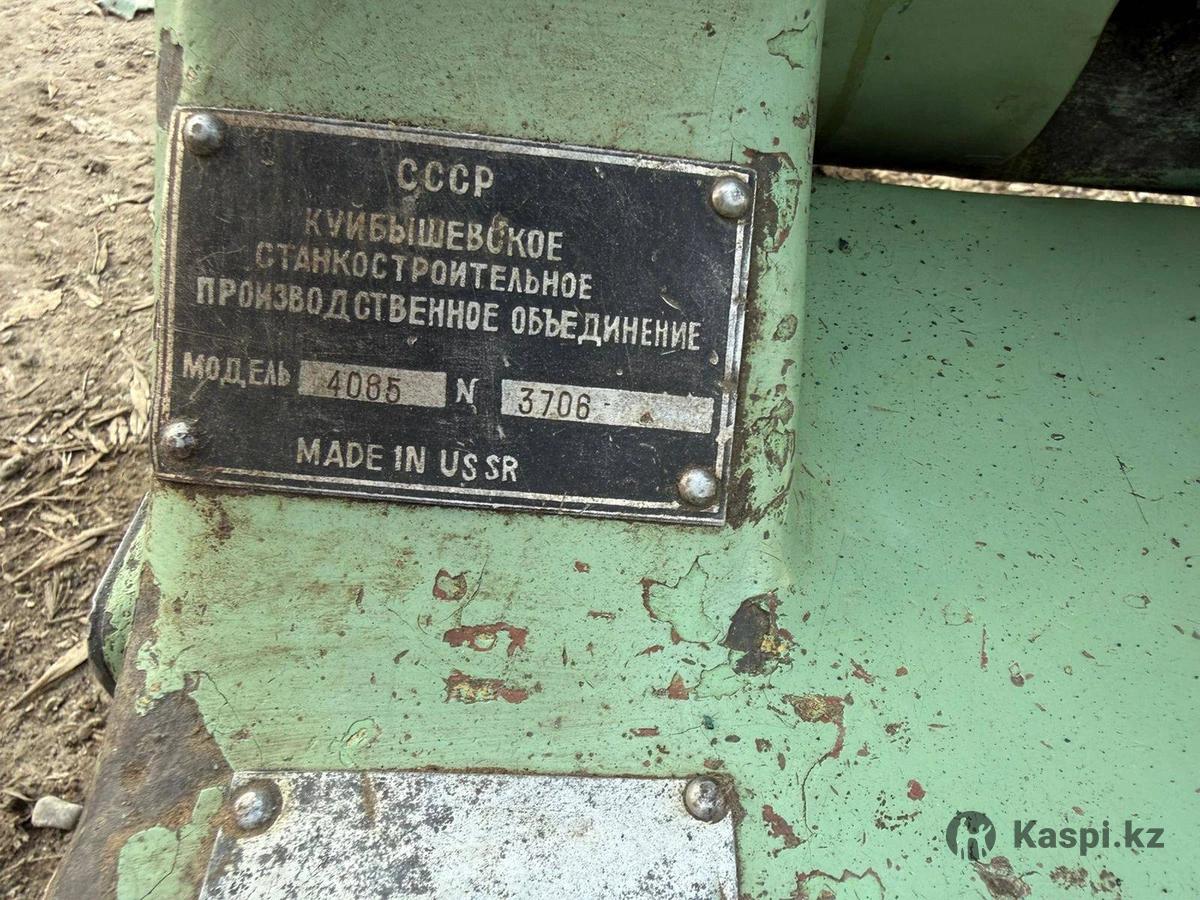 СССР
КУЙБЫШЕВСКОЕ
СТАНКОСТРОИТЕЛЬНОЕ
ПРОИЗВОДСТВЕННОЕ ОБЪЕДИНЕНИЕ
МОДЕЛЬ 4085 N 3706
MADE IN USSR
Kaspi.kz